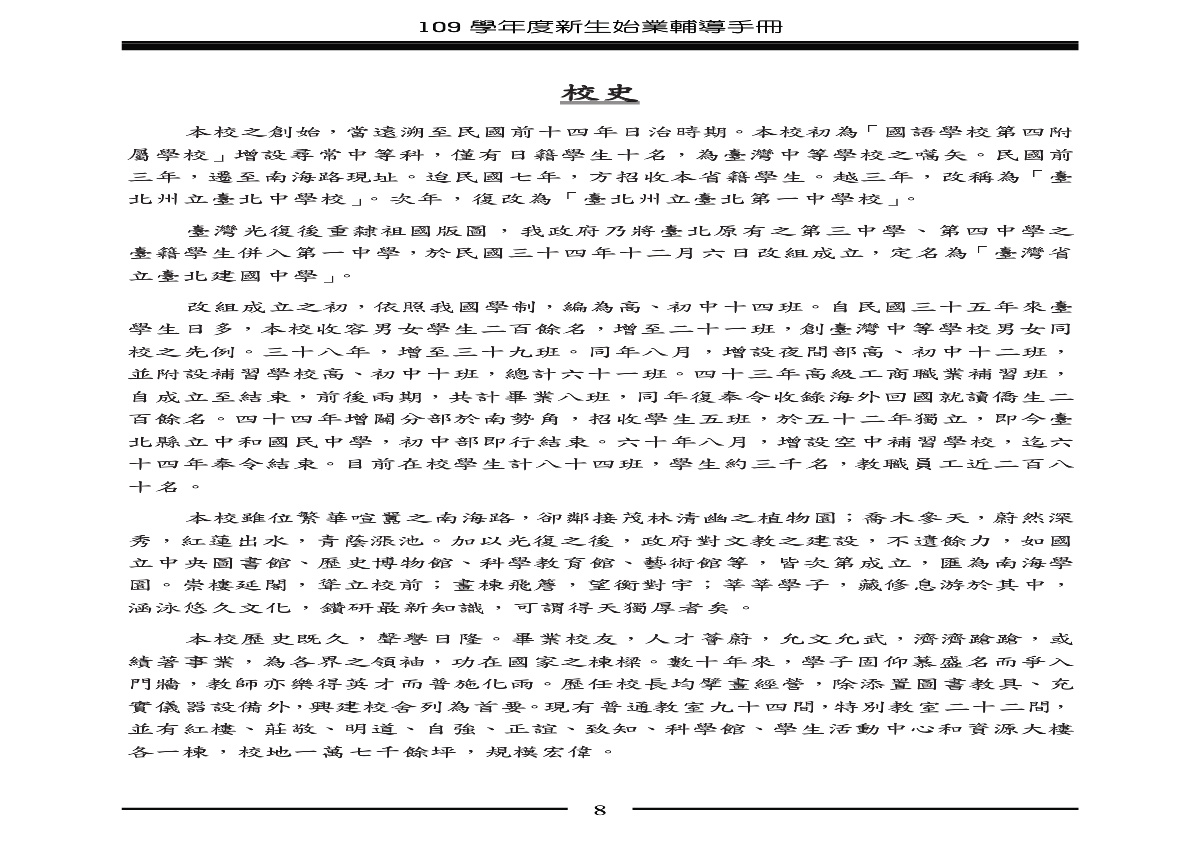 109 學年度新生始業輔導手冊
校史
本校之創始，當遠溯至民國前十四年日治時期。本校初為「國語學校第四附
屬學校」增設尋常中等科，僅有日籍學生十名，為臺灣中等學校之嚆矢。民國前
三年，遷至南海路現址。迨民國七年，方招收本省籍學生。越三年，改稱為「臺
北州立臺北中學校」。次年，復改為「臺北州立臺北第一中學校」。
臺灣光復後重隸祖國版圖，我政府乃將臺北原有之第三中學、第四中學之
臺籍學生併入第一中學，於民國三十四年十二月六日改組成立，定名為「臺灣省
立臺北建國中學」。
改組成立之初，依照我國學制，編為高、初中十四班。自民國三十五年來臺
學生日多，本校收容男女學生二百餘名，增至二十一班，創臺灣中等學校男女同
校之先例。三十八年，增至三十九班。同年八月，增設夜間部高、初中十二班，
並附設補習學校高、初中十班，總計六十一班。四十三年高級工商職業補習班，
自成立至結束，前後兩期，共計畢業八班，同年復奉令收錄海外回國就讀僑生二
百餘名。四十四年增闢分部於南勢角，招收學生五班，於五十二年獨立，即今臺
北縣立中和國民中學，初中部即行結束。六十年八月，增設空中補習學校，迄六
十四年奉令結束。目前在校學生計八十四班，學生約三千名，教職員工近二百八
十名。
本校雖位繁華喧囂之南海路，卻鄰接茂林清幽之植物園；喬木參天，蔚然深
秀，紅蓮出水，青蔭漲池。加以光復之後，政府對文教之建設，不遺餘力，如國
立中央圖書館、歷史博物館、科學教育館、藝術館等，皆次第成立，匯為南海學
園。崇樓延閣，聳立校前；畫棟飛簷，望衡對宇；莘莘學子，藏修息游於其中，
涵泳悠久文化，鑽研最新知識，可謂得天獨厚者矣。
本校歷史既久，聲譽日隆。畢業校友，人才薈蔚，允文允武，濟濟蹌蹌，或
績著事業，為各界之領袖，功在國家之棟樑。數十年來，學子固仰慕盛名而爭入
門牆，教師亦樂得英才而普施化雨。歷任校長均擘畫經營，除添置圖書教具、充
實儀器設備外，興建校舍列為首要。現有普通教室九十四間，特別教室二十二間，
並有紅樓、莊敬、明道、自強、正誼、致知、科學館、學生活動中心和資源大樓
各一棟，校地一萬七千餘坪，規模宏偉。
8